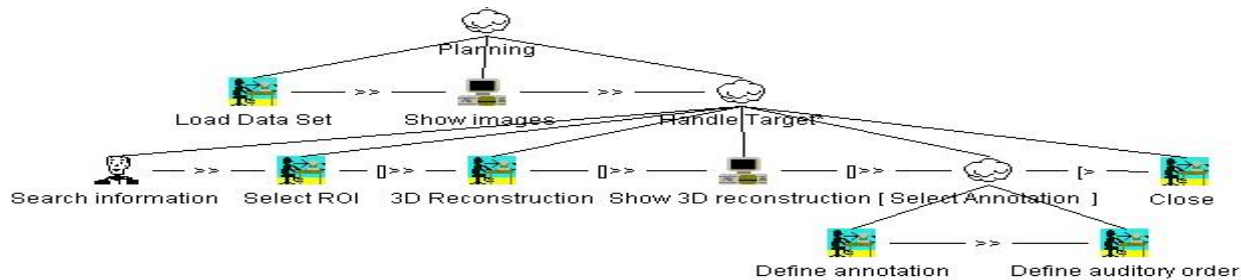 Planning
>> >>
Load Data Set Show images Handle Target*
>> []>> []>> []>> [>
Search information Select ROI 3D Reconstruction Show 3D reconstruction [ Select Annotation ] Close
>>
Define annotation Define auditory order